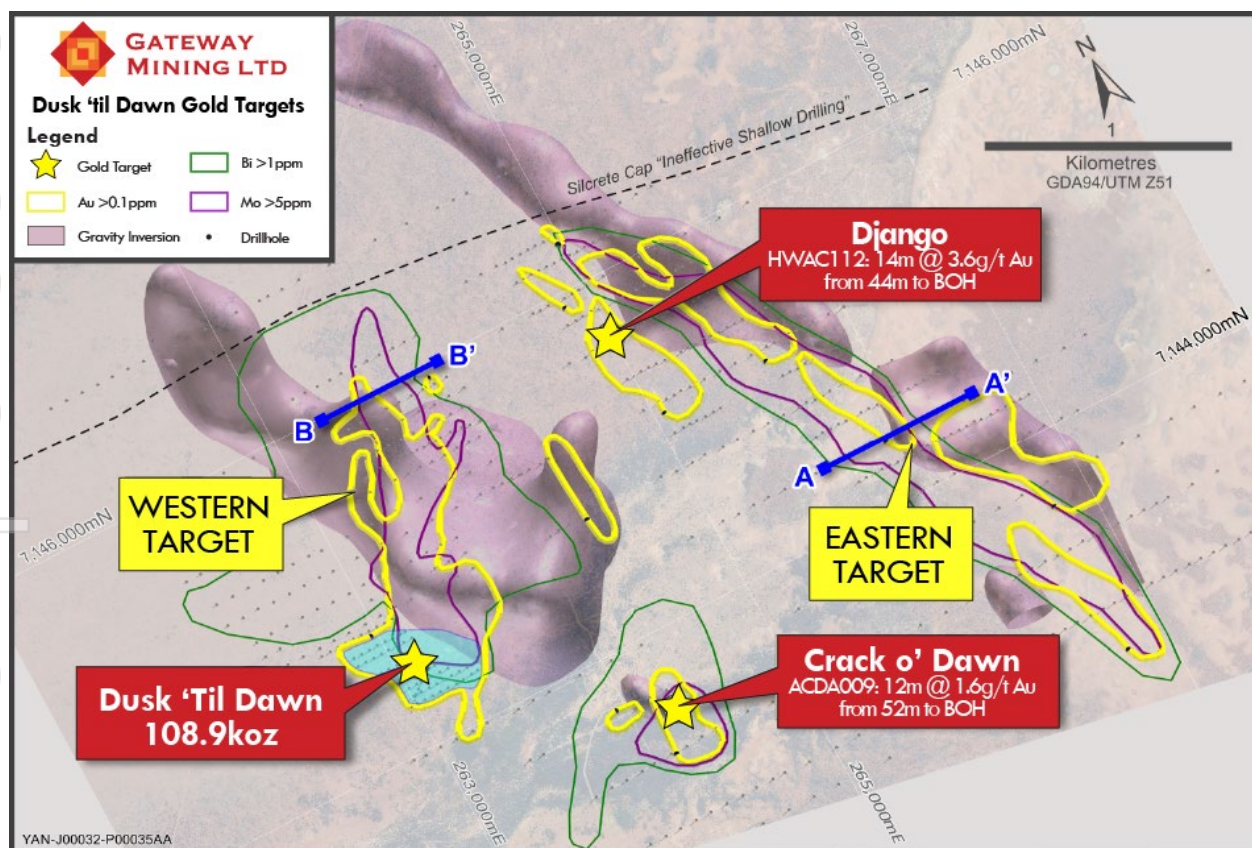 GATEWAY
MINING LTD
Dusk ‘til Dawn Gold Targets
Legend
Gold Target
Bi >1ppm
Au >0.1ppm
Mo >5ppm
Gravity Inversion
Drillhole
265,000mE
267,000mE
7,146,000mN
N
1
Kilometres
GDA94/UTM Z51
Silcrete Cap "Ineffective Shallow Drilling"
Django
HWAC112: 14m @ 3.6g/t Au
from 44m to BOH
7,144,000mN
B'
B
A'
A
WESTERN
TARGET
EASTERN
TARGET
7,146,000mN
Dusk ‘Til Dawn
108.9koz
Crack o’ Dawn
ACDA009: 12m @ 1.6g/t Au
from 52m to BOH
263,000mE
265,000mE
YAN-J00032-P00035AA